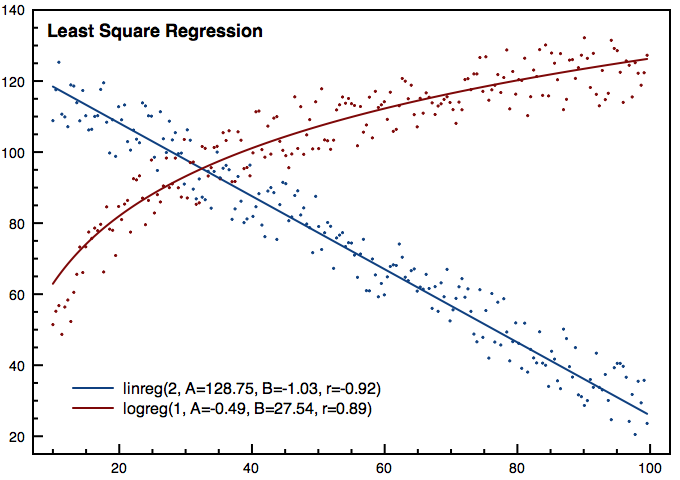 Least Square Regression
140
120
100
80
60
40
20
linreg(2, A=128.75, B=-1.03, r=-0.92)
logreg(1, A=-0.49, B=27.54, r=0.89)
20 40 60 80 100